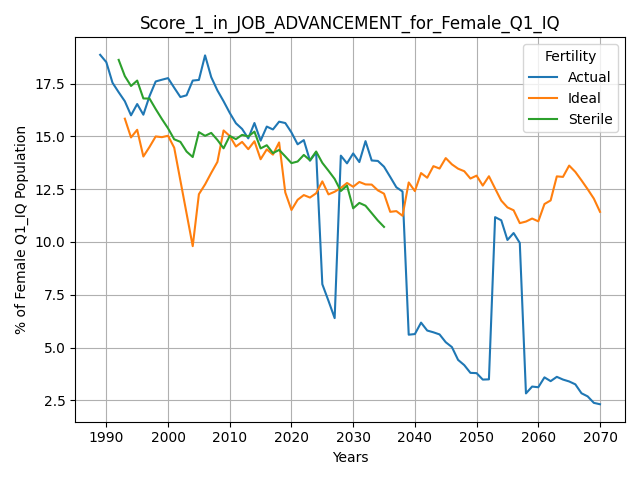 Score_1_in_JOB_ADVANCEMENT_for_Female_Q1_IQ
Fertility
Actual
Ideal
Sterile
% of Female Q1_IQ Population
17.5
15.0
12.5
10.0
7.5
5.0
2.5
1990 2000 2010 2020 2030 2040 2050 2060 2070
Years